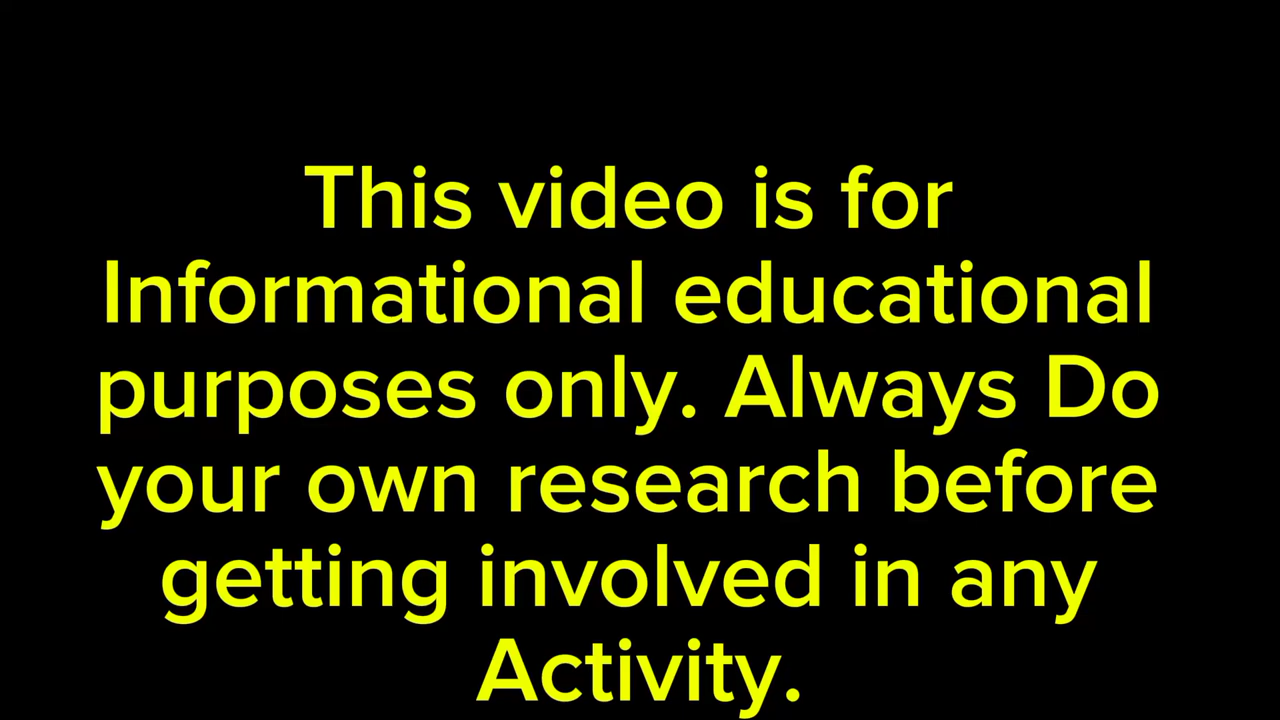 This video is for
Informational educational
purposes only. Always Do
your own research before
getting involved in any
Activity.